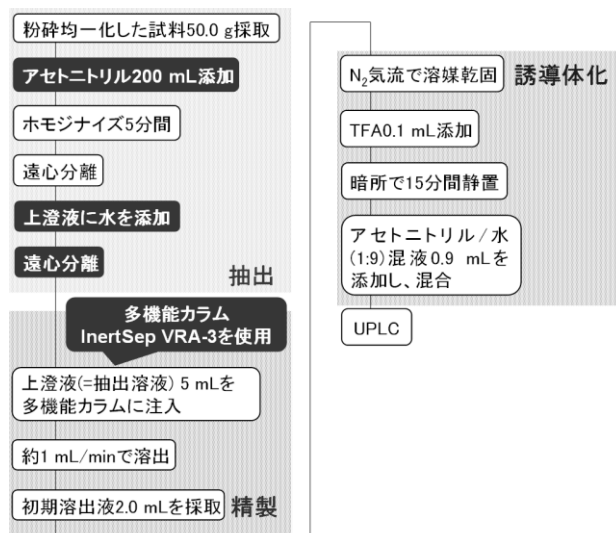 粉砕均一化した試料50.0 g採取
アセトニトリル200 mL添加
ホモジナイズ5分間
遠心分離
上澄液に水を添加
遠心分離
抽出
多機能カラム
InertSep VRA-3を使用
上澄液(=抽出溶液) 5 mLを
多機能カラムに注入
約1 mL/minで溶出
初期溶出液2.0 mLを採取
精製
N2気流で溶媒乾固
誘導体化
TFA0.1 mL添加
暗所で15分間静置
アセトニトリル/水
(1:9)混液0.9 mLを
添加し、混合
UPLC